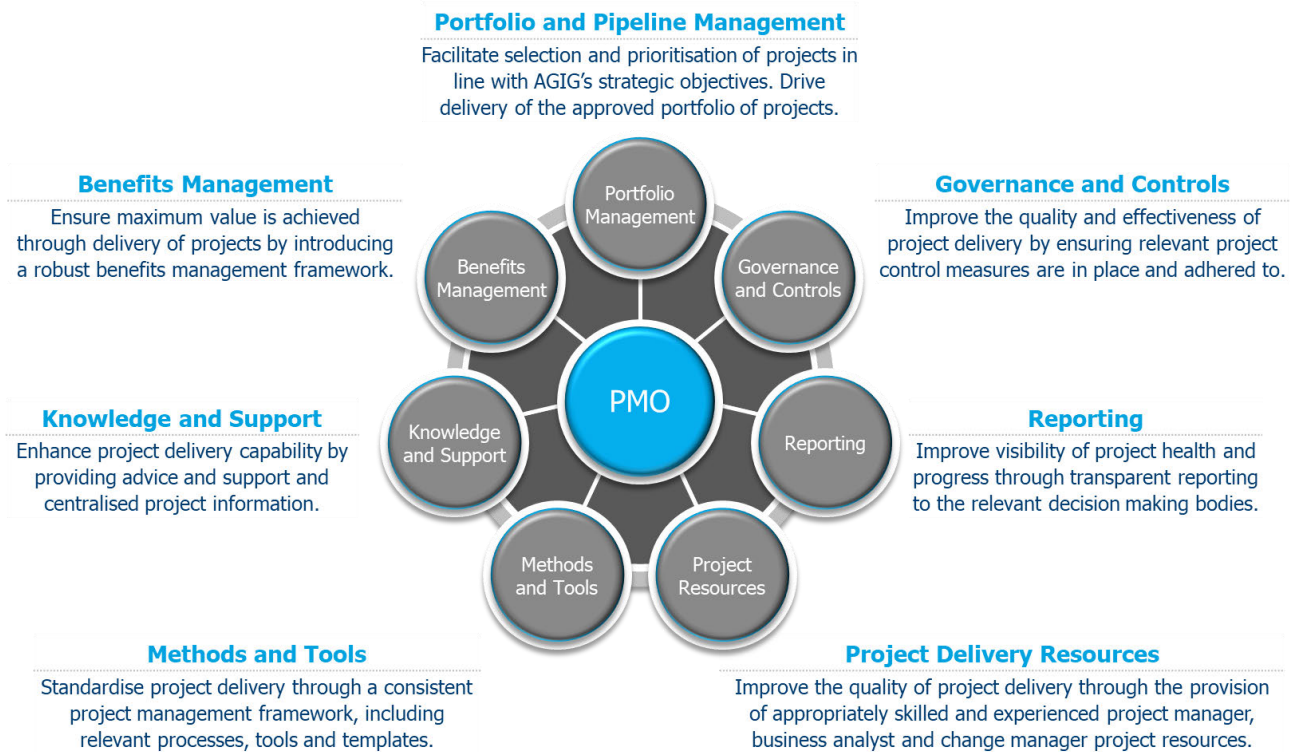 Portfolio and Pipeline Management
Facilitate selection and prioritisation of projects in
line with AGIG's strategic objectives. Drive
delivery of the approved portfolio of projects.
Benefits Management
Ensure maximum value is achieved
through delivery of projects by introducing
a robust benefits management framework.
Governance and Controls
Improve the quality and effectiveness of
project delivery by ensuring relevant project
control measures are in place and adhered to.
Portfolio
Management
Benefits
Management
Governance
and Controls
PMO
Knowledge and Support
Enhance project delivery capability by
providing advice and support and
centralised project information.
Knowledge
and Support
Reporting
Reporting
Improve visibility of project health and
progress through transparent reporting
to the relevant decision making bodies.
Methods
and Tools
Project
Resources
Methods and Tools
Standardise project delivery through a consistent
project management framework, including
relevant processes, tools and templates.
Project Delivery Resources
Improve the quality of project delivery through the provision
of appropriately skilled and experienced project manager,
business analyst and change manager project resources.